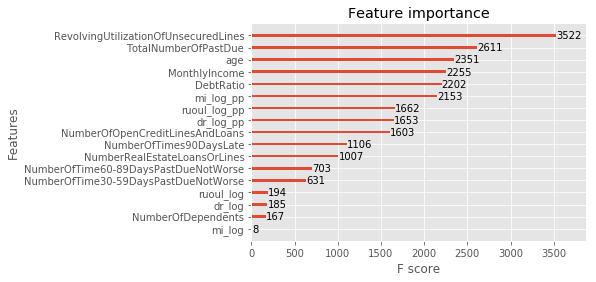 Feature importance
RevolvingUtilizationOfUnsecuredLines 3522
TotalNumberOfPastDue 2611
age 2351
MonthlyIncome 2255
DebtRatio 2202
mi_log_pp 2153
ruoul_log_pp 1662
dr_log_pp 1653
NumberOfOpenCreditLinesAndLoans 1603
NumberOfTimes90DaysLate 1106
NumberRealEstateLoansOrLines 1007
NumberOfTime60-89DaysPastDueNotWorse 703
NumberOfTime30-59DaysPastDueNotWorse 631
ruoul_log 194
dr_log 185
NumberOfDependents 167
mi_log 8
0 500 1000 1500 2000 2500 3000 3500
F score
Features